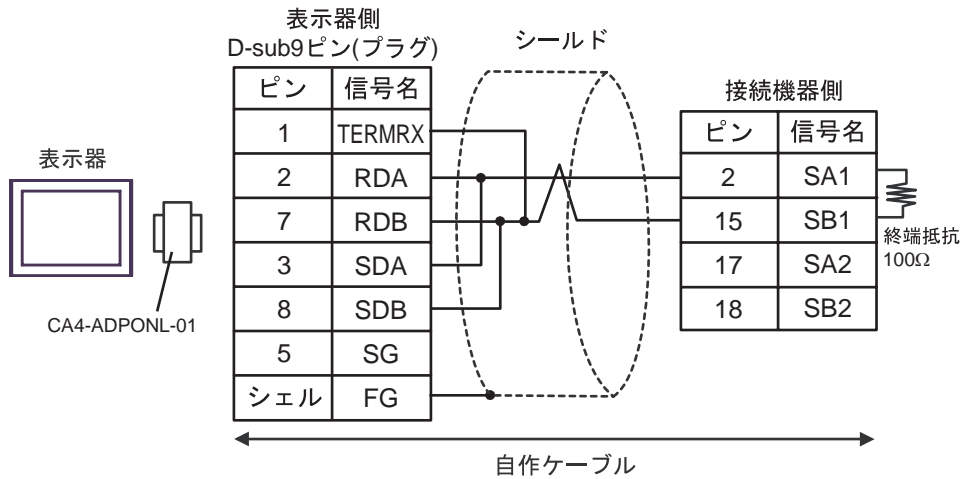 表示器側
D-sub9ピン(プラグ)
シールド
ピン 信号名
1 TERMRX
2 RDA
7 RDB
3 SDA
8 SDB
5 SG
シェル FG
接続機器側
ピン 信号名
2 SA1
15 SB1
17 SA2
18 SB2
終端抵抗
100Ω
表示器
CA4-ADPONL-01
自作ケーブル